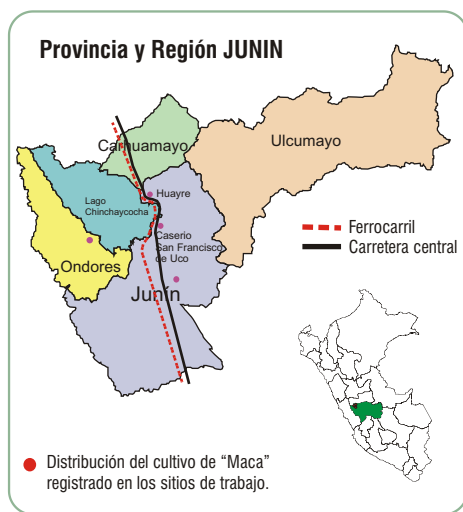 Provincia y Región JUNIN
Carhuamayo
Ulcumayo
Lago
Chinchaycocha
Huayre
Caserio
San Francisco
de Uco
Ondores
Junín
Ferrocarril
Carretera central
Distribución del cultivo de “Maca”
registrado en los sitios de trabajo.